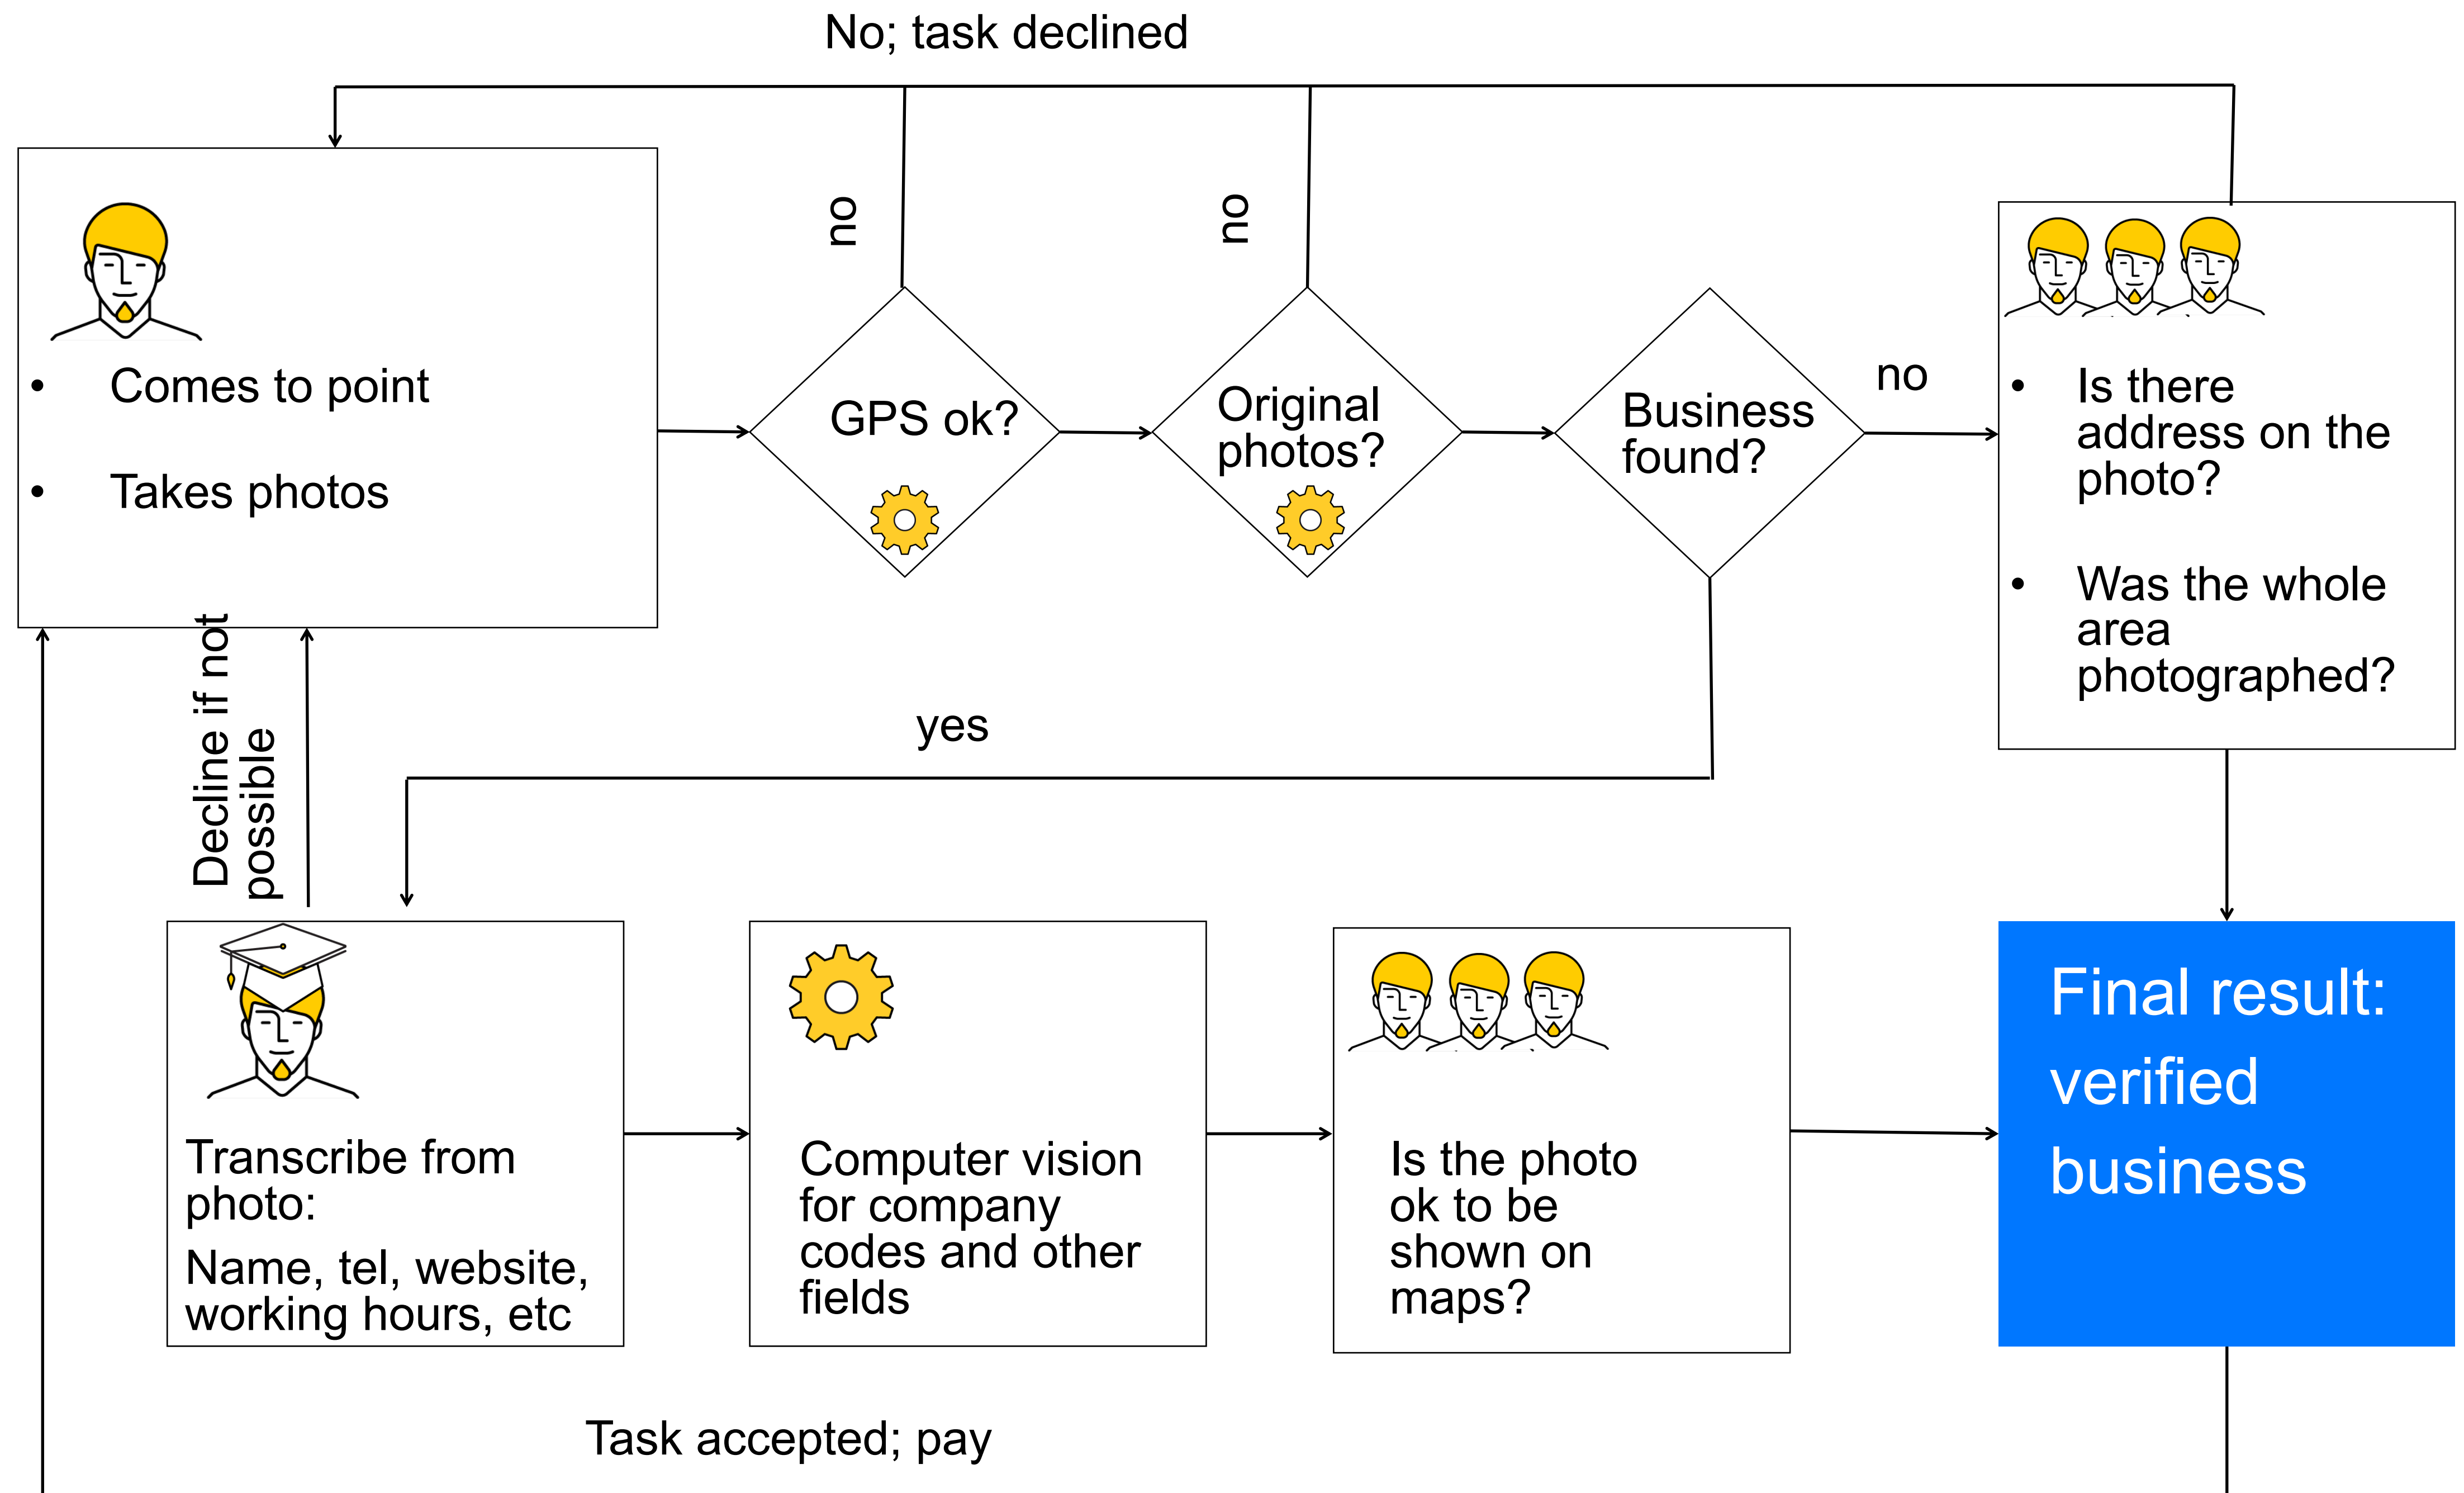 No; task declined
• Comes to point
• Takes photos
no
GPS ok?
no
Original
photos?
Business
found?
no
• Is there
address on the
photo?
• Was the whole
area
photographed?
yes
Decline if not
possible
Transcribe from
photo:
Name, tel, website,
working hours, etc
Computer vision
for company
codes and other
fields
Is the photo
ok to be
shown on
maps?
Final result:
verified
business
Task accepted; pay